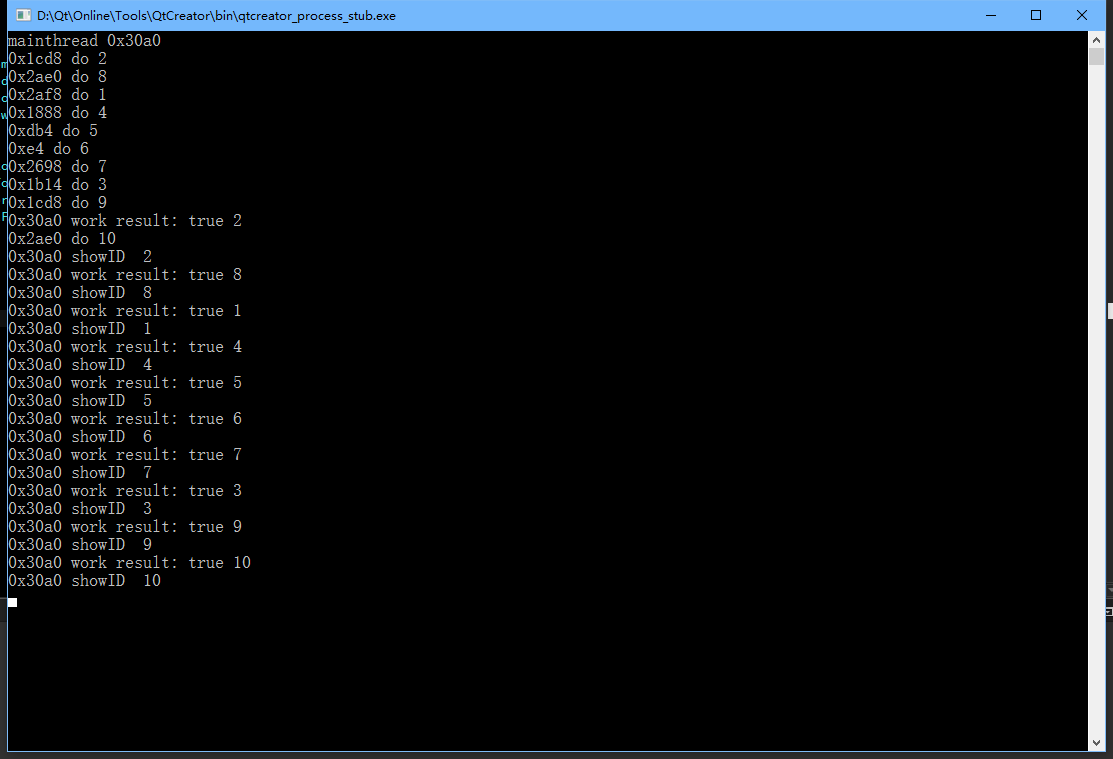 D:\Qt\Online\Tools\QtCreator\bin\qtcreator_process_stub.exe
mainthread 0x30a0
0x1cd8 do 2
0x2ae0 do 8
0x2af8 do 1
0x1888 do 4
0xdb4 do 5
0xe4 do 6
0x2698 do 7
0x1b14 do 3
0x1cd8 do 9
0x30a0 work result: true 2
0x2ae0 do 10
0x30a0 showID  2
0x30a0 work result: true 8
0x30a0 showID  8
0x30a0 work result: true 1
0x30a0 showID  1
0x30a0 work result: true 4
0x30a0 showID  4
0x30a0 work result: true 5
0x30a0 showID  5
0x30a0 work result: true 6
0x30a0 showID  6
0x30a0 work result: true 7
0x30a0 showID  7
0x30a0 work result: true 3
0x30a0 showID  3
0x30a0 work result: true 9
0x30a0 showID  9
0x30a0 work result: true 10
0x30a0 showID  10